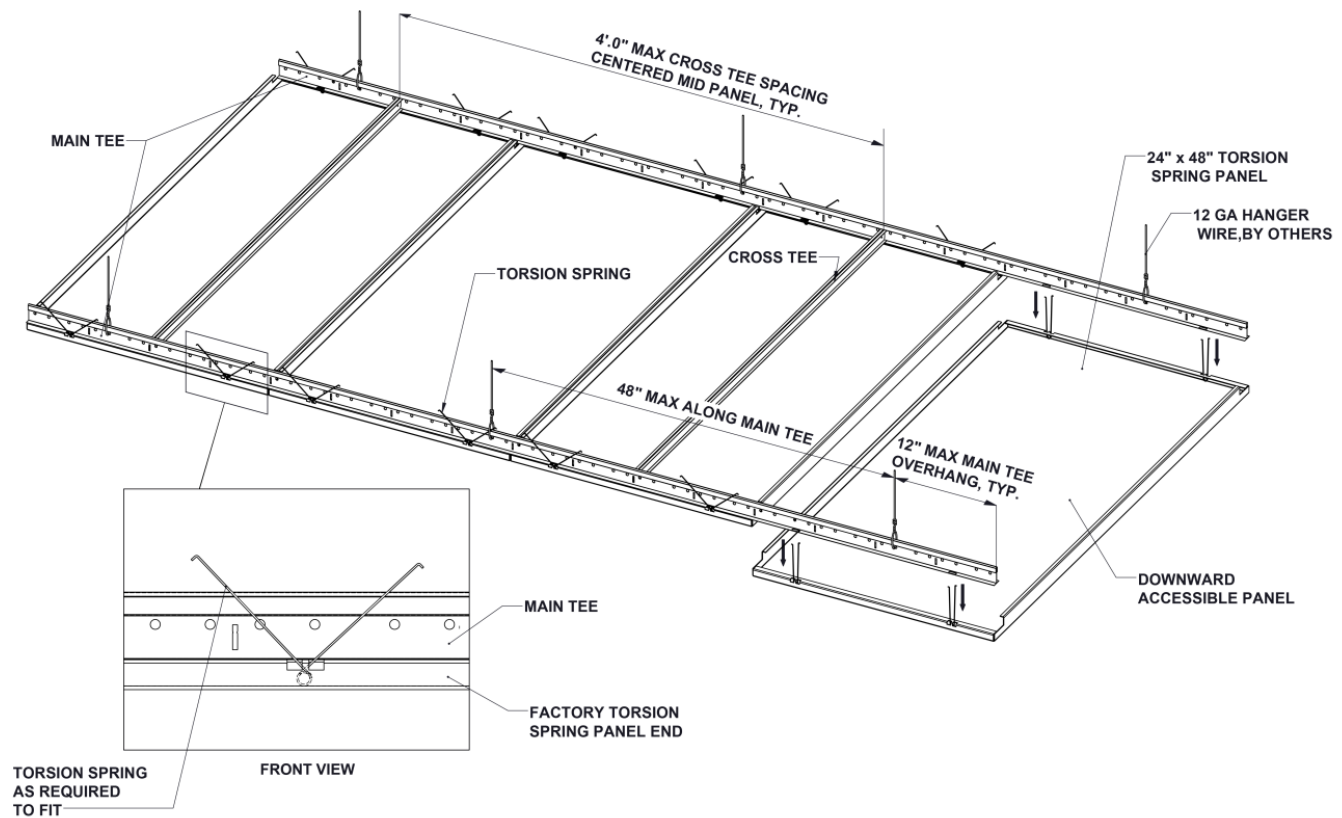 4'.0" MAX CROSS TEE SPACING
CENTERED MID PANEL, TYP.
MAIN TEE
24" x 48" TORSION
SPRING PANEL
12 GA HANGER
WIRE,BY OTHERS
CROSS TEE
TORSION SPRING
48" MAX ALONG MAIN TEE
12" MAX MAIN TEE
OVERHANG, TYP.
DOWNWARD
ACCESSIBLE PANEL
MAIN TEE
FACTORY TORSION
SPRING PANEL END
FRONT VIEW
TORSION SPRING
AS REQUIRED
TO FIT